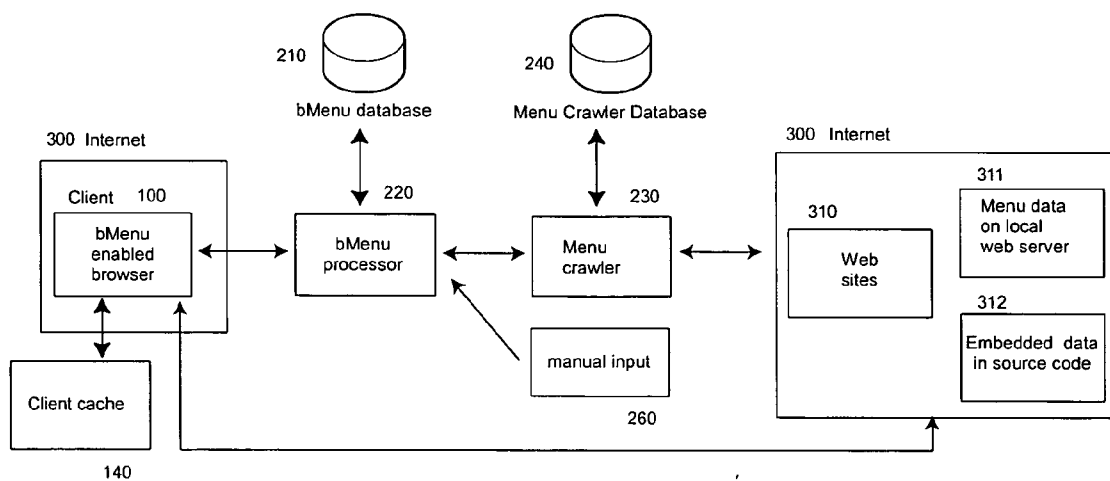 210
bMenu database
240
Menu Crawler Database
300 Internet
Client 100
bMenu
enabled
browser
220
bMenu
processor
230
Menu
crawler
300 Internet
310
Web
sites
311
Menu data
on local
web server
312
Embedded data
in source code
manual input
260
Client cache
140